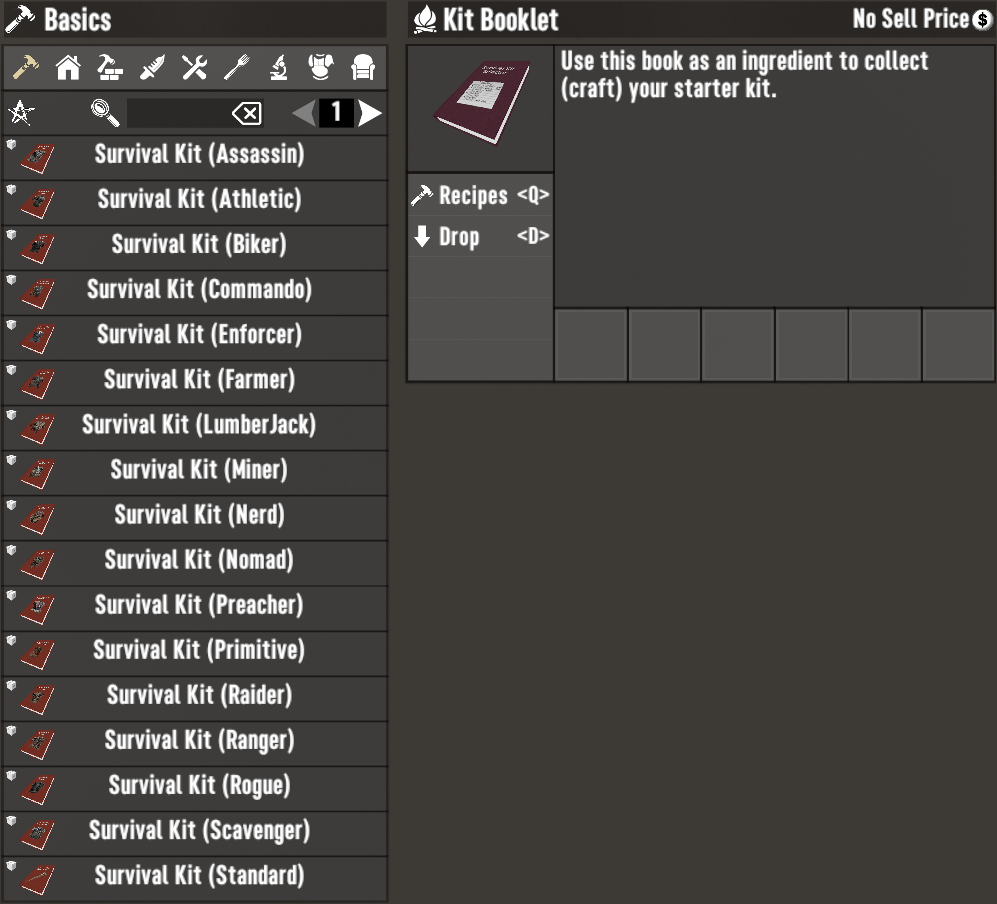 Basics
1
Survival Kit (Assassin)
Survival Kit (Athletic)
Survival Kit (Biker)
Survival Kit (Commando)
Survival Kit (Enforcer)
Survival Kit (Farmer)
Survival Kit (LumberJack)
Survival Kit (Miner)
Survival Kit (Nerd)
Survival Kit (Nomad)
Survival Kit (Preacher)
Survival Kit (Primitive)
Survival Kit (Raider)
Survival Kit (Ranger)
Survival Kit (Rogue)
Survival Kit (Scavenger)
Survival Kit (Standard)
Kit Booklet
No Sell Price $
Use this book as an ingredient to collect
(craft) your starter kit.
Recipes <Q>
Drop <D>